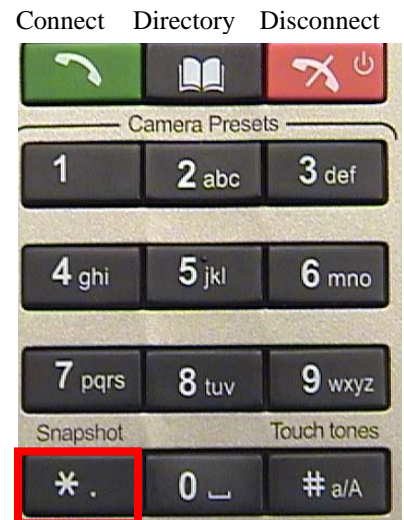 Connect Directory Disconnect
Camera Presets
1 2 abc 3 def
4 ghi 5 jkl 6 mno
7 pqrs 8 tuv 9 wxyz
Snapshot Touch tones
* . 0 ⎵ # a/A